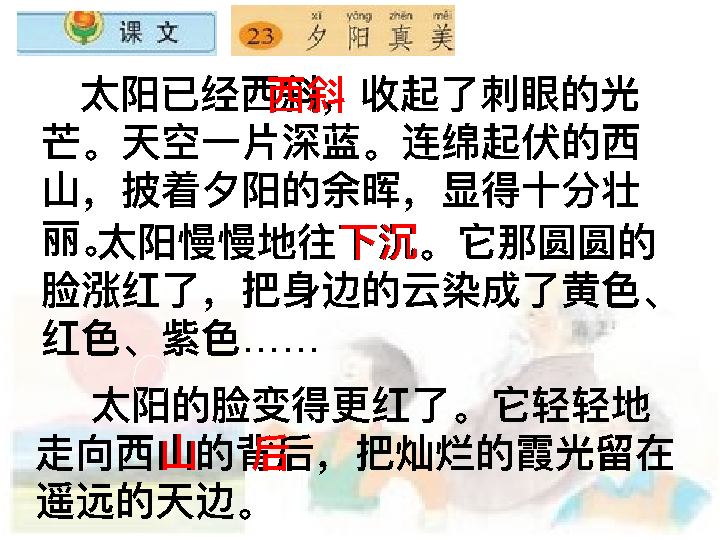 课 文
23
xī yáng zhēn měi
夕 阳 真 美
太阳已经西斜，收起了刺眼的光
芒。天空一片深蓝。连绵起伏的西
山，披着夕阳的余晖，显得十分壮
丽。
太阳慢慢地往下沉。它那圆圆的
脸涨红了，把身边的云染成了黄色、
红色、紫色……
太阳的脸变得更红了。它轻轻地
走向西山的背后，把灿烂的霞光留在
遥远的天边。